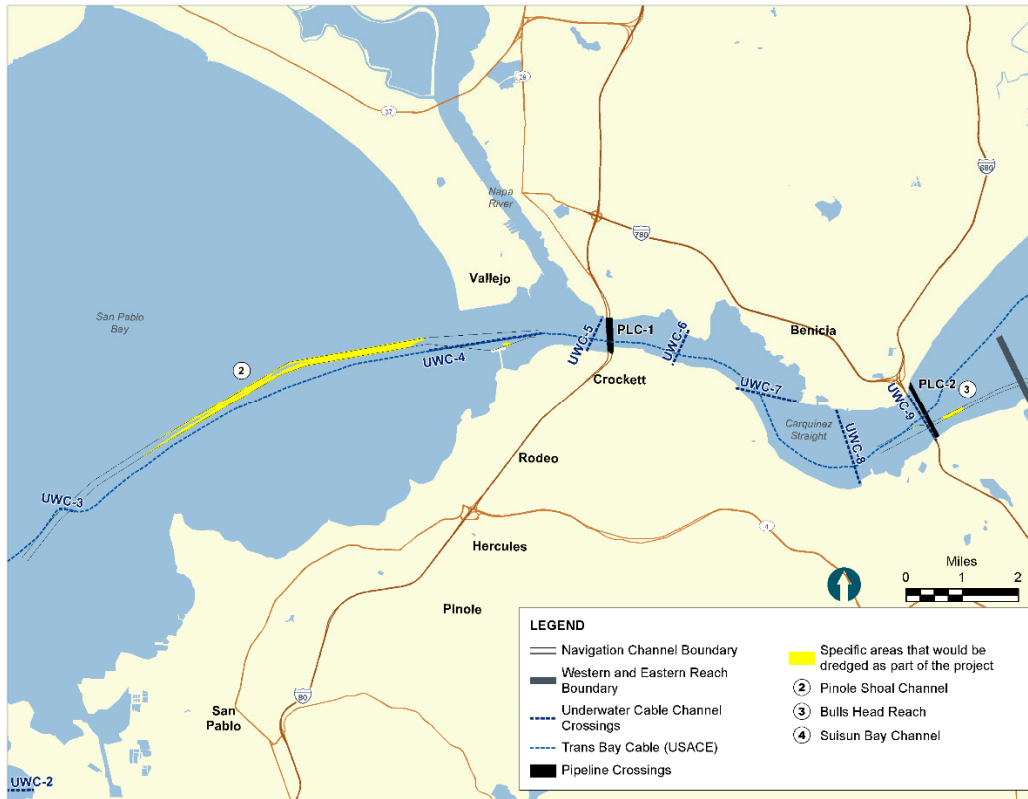 29
37
680
Napa
River
780
Vallejo
San Pablo
Bay
UWC-5
PLC-1
UWC-6
Benicia
UWC-4
2
Crockett
UWC-7
PLC-2
3
UWC-9
Carquinez
Straight
UWC-8
Rodeo
UWC-3
4
Hercules
Miles
0 1 2
Pinole
80
San
Pablo
UWC-2
LEGEND
Navigation Channel Boundary
Western and Eastern Reach
Boundary
Underwater Cable Channel
Crossings
Trans Bay Cable (USACE)
Pipeline Crossings
Specific areas that would be
dredged as part of the project
2 Pinole Shoal Channel
3 Bulls Head Reach
4 Suisun Bay Channel